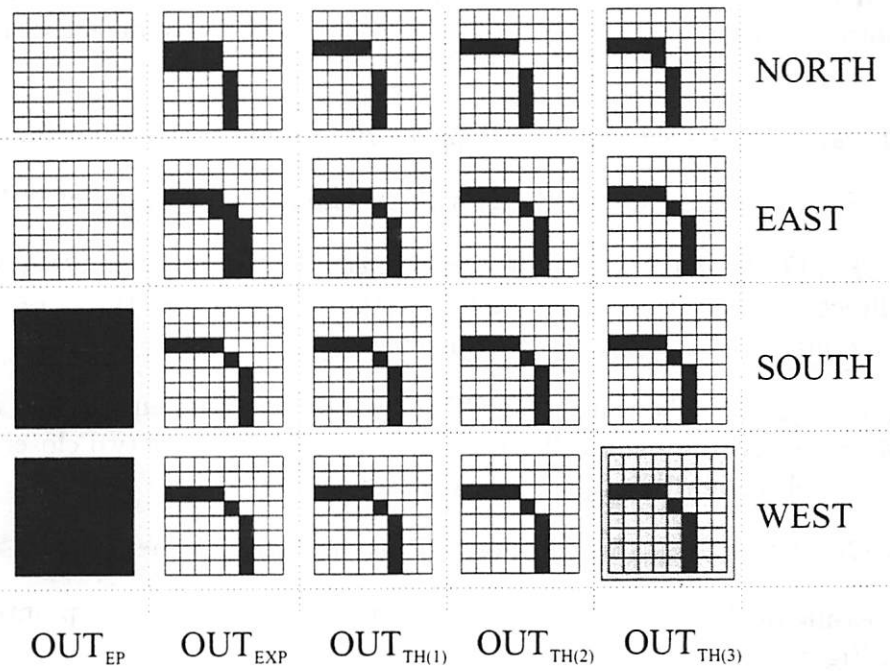 NORTH
EAST
SOUTH
WEST
OUT_EP OUT_EXP OUT_TH(1) OUT_TH(2) OUT_TH(3)